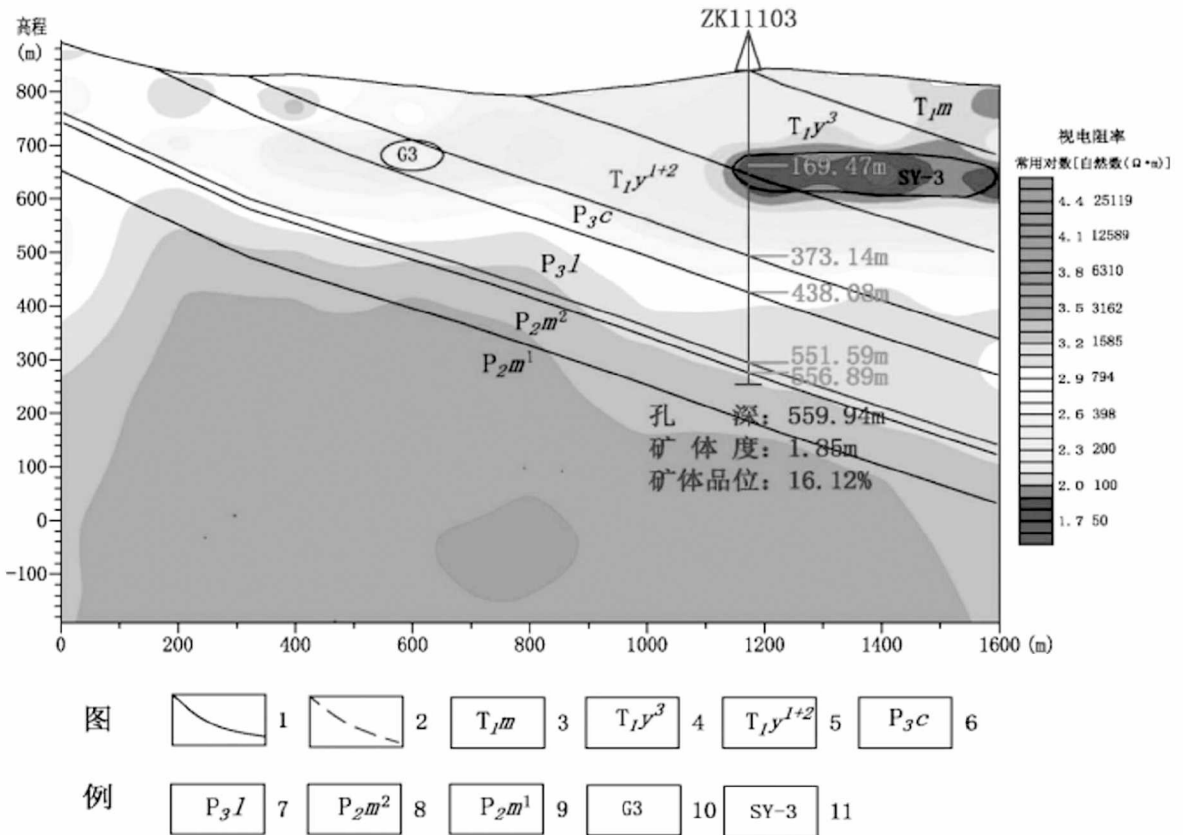 ZK11103
高程
(m)
800
700
600
500
400
300
200
100
0
-100
T₁m
T₁y³
G3
169.47m
SY-3
T₁y¹⁺²
P₃c
373.14m
P₃l
438.08m
P₂m²
551.59m
P₂m¹
556.89m
孔 深: 559.94m
矿 体 度: 1.85m
矿体品位: 16.12%
0 200 400 600 800 1000 1200 1400 1600 (m)
视电阻率
常用对数[自然数(Ω•m)]
4.4 25119
4.1 12589
3.8 6310
3.5 3162
3.2 1585
2.9 794
2.6 398
2.3 200
2.0 100
1.7 50
图 1 2 T₁m 3 T₁y³ 4 T₁y¹⁺² 5 P₃c 6
例 P₃l 7 P₂m² 8 P₂m¹ 9 G3 10 SY-3 11